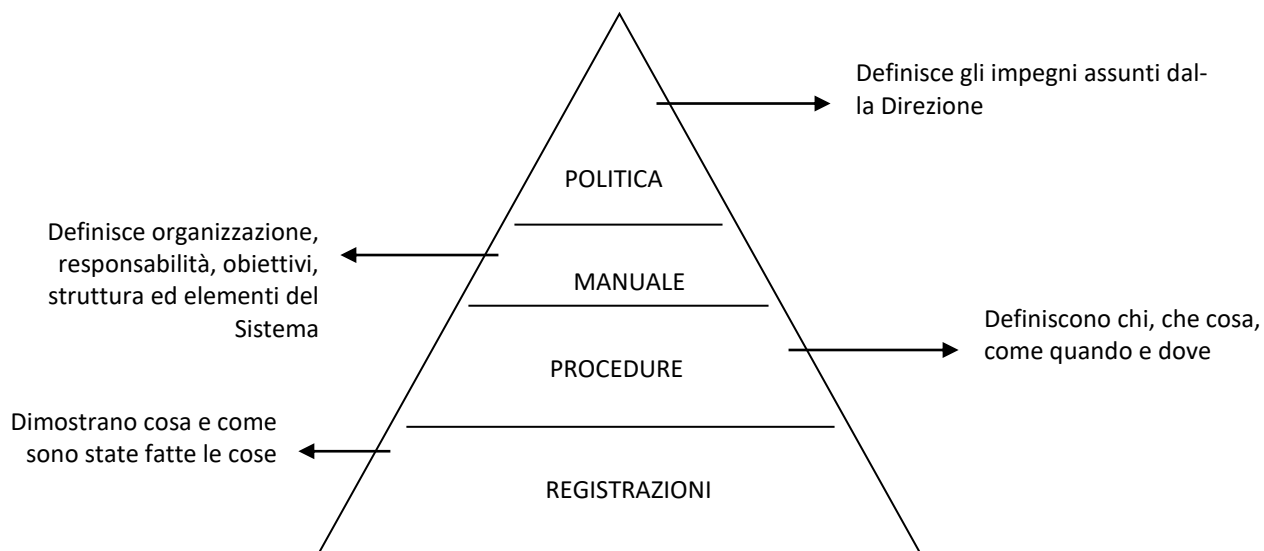 Definisce gli impegni assunti dal-
la Direzione
POLITICA
Definisce organizzazione,
responsabilità, obiettivi,
struttura ed elementi del
Sistema
MANUALE
Definiscono chi, che cosa,
come quando e dove
PROCEDURE
Dimostrano cosa e come
sono state fatte le cose
REGISTRAZIONI